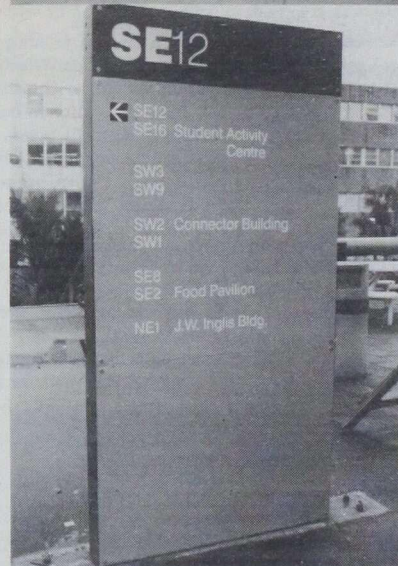 SE12
SE12
SE16 Student Activity
Centre
SW3
SW9
SW2 Connector Building
SW1
SE8
SE2 Food Pavilion
NE1 J.W. Inglis Bldg.